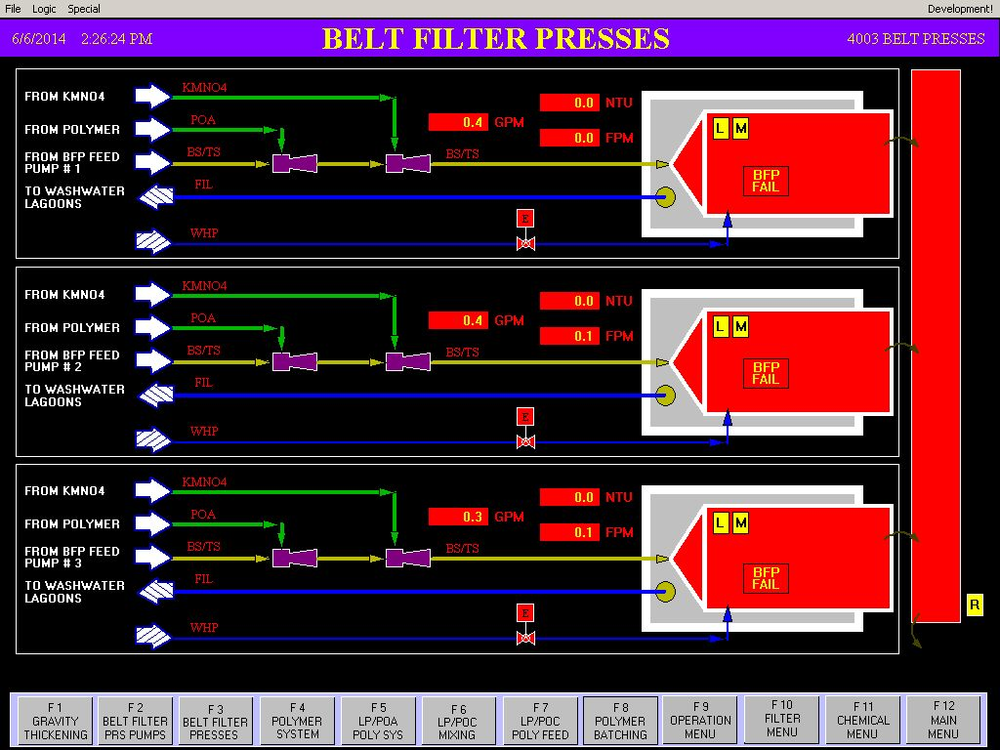 File Logic Special Development!
6/6/2014 2:26:24 PM BELT FILTER PRESSES 4003 BELT PRESSES
FROM KMNO4 KMNO4
0.0 NTU
FROM POLYMER POA
0.4 GPM
0.0 FPM
L M
FROM BFP FEED
PUMP # 1
BS/TS BS/TS
BFP
FAIL
TO WASHWATER
LAGOONS
FIL
E
WHP
FROM KMNO4 KMNO4
0.0 NTU
FROM POLYMER POA
0.4 GPM
0.1 FPM
L M
FROM BFP FEED
PUMP # 2
BS/TS BS/TS
BFP
FAIL
TO WASHWATER
LAGOONS
FIL
E
WHP
FROM KMNO4 KMNO4
0.0 NTU
FROM POLYMER POA
0.3 GPM
0.1 FPM
L M
FROM BFP FEED
PUMP # 3
BS/TS BS/TS
BFP
FAIL
TO WASHWATER
LAGOONS
FIL
E
WHP
R
F 1
GRAVITY
THICKENING
F 2
BELT FILTER
PRS PUMPS
F 3
BELT FILTER
PRESSES
F 4
POLYMER
SYSTEM
F 5
LP/POA
POLY SYS
F 6
LP/POC
MIXING
F 7
LP/POC
POLY FEED
F 8
POLYMER
BATCHING
F 9
OPERATION
MENU
F 10
FILTER
MENU
F 11
CHEMICAL
MENU
F 12
MAIN
MENU